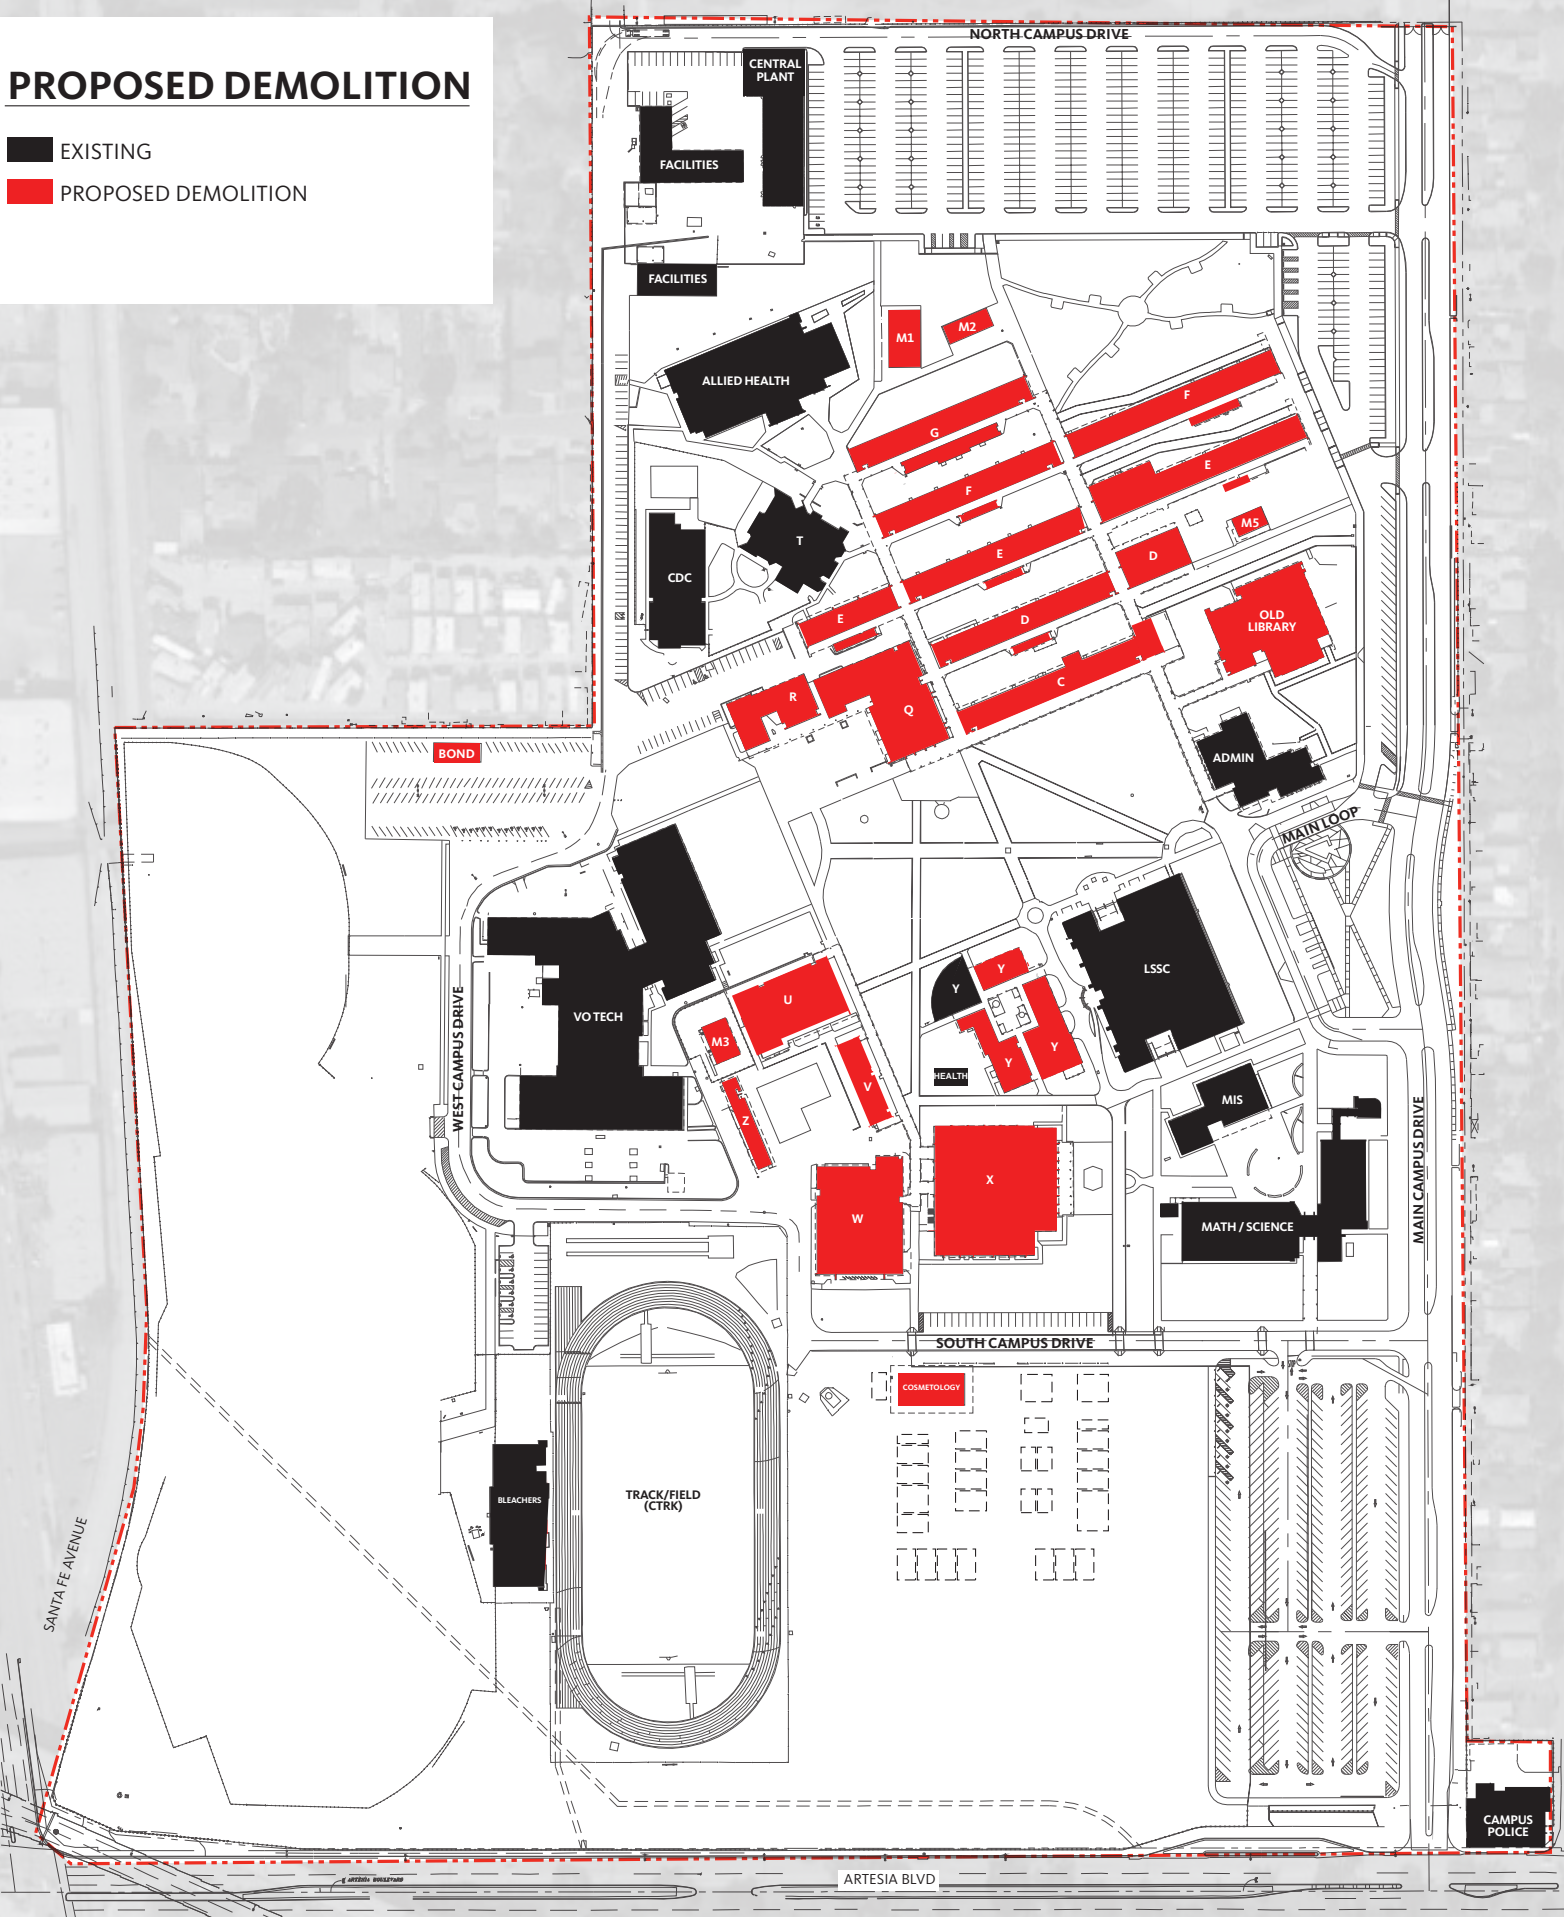 PROPOSED DEMOLITION
EXISTING
PROPOSED DEMOLITION
NORTH CAMPUS DRIVE
CENTRAL
PLANT
FACILITIES
FACILITIES
M1
M2
ALLIED HEALTH
G
F
F
E
M5
T
E
D
CDC
E
D
OLD
LIBRARY
R
C
Q
BOND
ADMIN
MAIN LOOP
Y
LSSC
Y
U
VO TECH
WEST CAMPUS DRIVE
M3
Y
Y
HEALTH
V
MIS
Z
MAIN CAMPUS DRIVE
X
W
MATH / SCIENCE
SOUTH CAMPUS DRIVE
COSMETOLOGY
BLEACHERS
TRACK/FIELD
(CTRK)
SANTA FE AVENUE
CAMPUS
POLICE
ARTESIA BLVD
ARTESIA BOULEVARD